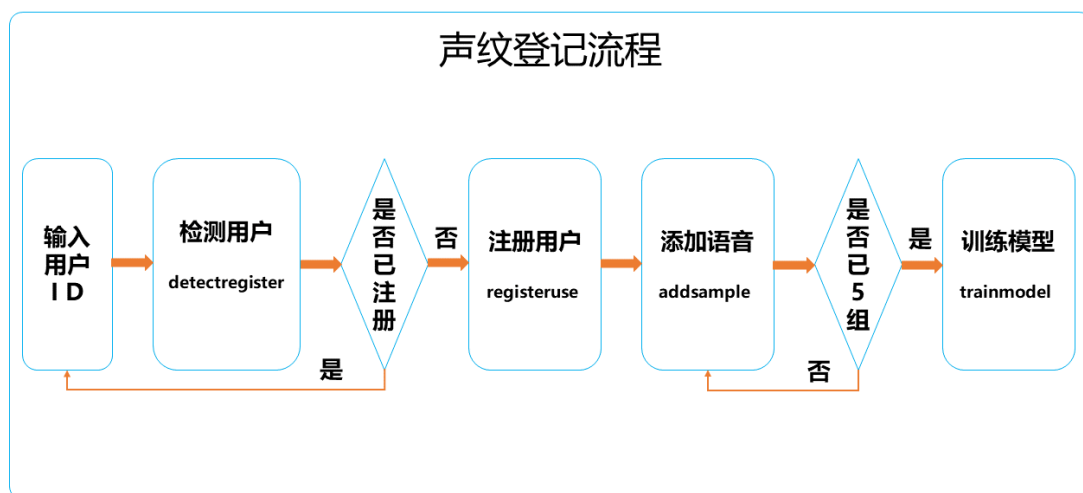 声纹登记流程
输入
用户
I D
检测用户
detectregister
是
否
已
注
册
否
是
注册用户
registeruse
添加语音
addsample
是
否
已
5
组
是
否
训练模型
trainmodel